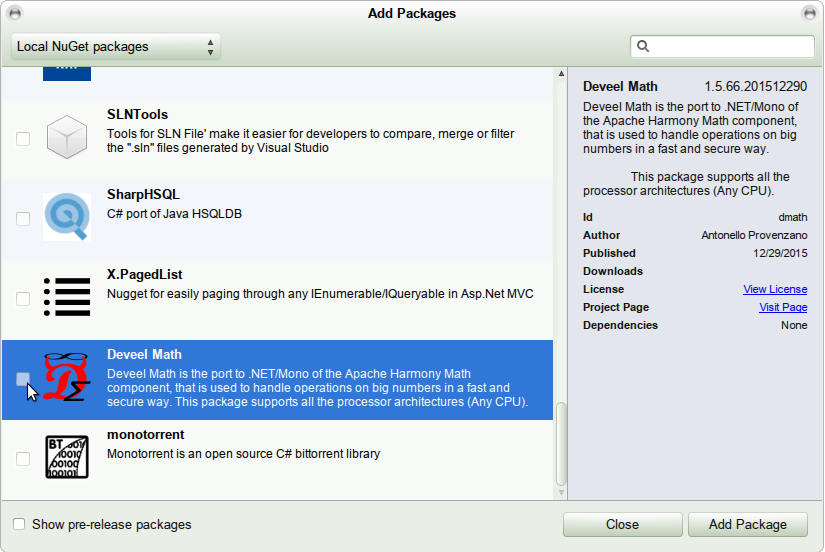 Add Packages
Local NuGet packages
SLNTools
Tools for SLN File' make it easier for developers to compare, merge or filter
the ".sln" files generated by Visual Studio
SharpHSQL
C# port of Java HSQLDB
X.PagedList
Nugget for easily paging through any IEnumerable/IQueryable in Asp.Net MVC
Deveel Math
Deveel Math is the port to .NET/Mono of the Apache Harmony Math
component, that is used to handle operations on big numbers in a fast and
secure way. This package supports all the processor architectures (Any CPU).
monotorrent
Monotorrent is an open source C# bittorrent library
Deveel Math 1.5.66.201512290
Deveel Math is the port to .NET/Mono of
the Apache Harmony Math component,
that is used to handle operations on big
numbers in a fast and secure way.
This package supports all the
processor architectures (Any CPU).
Id dmath
Author Antonello Provenzano
Published 12/29/2015
Downloads
License View License
Project Page Visit Page
Dependencies None
Show pre-release packages
Close
Add Package